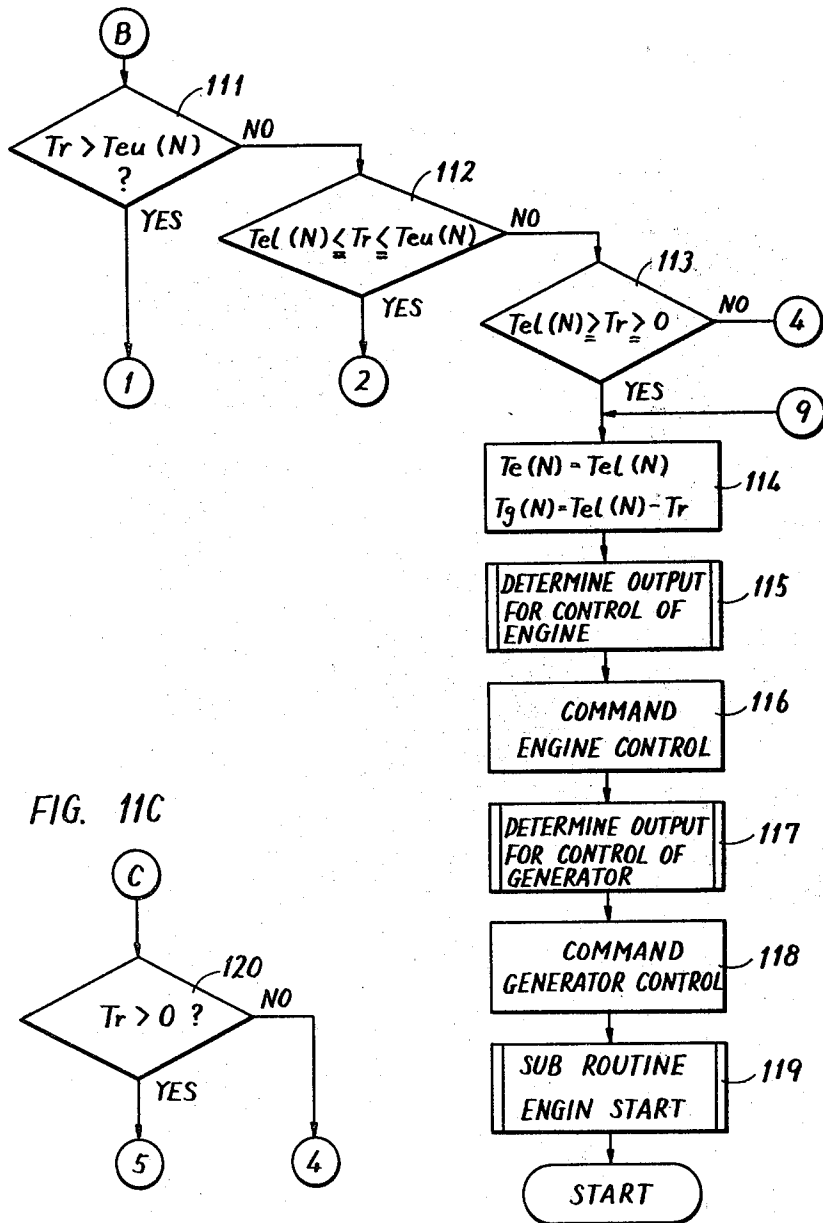 B
111
Tr > Teu (N)
?
NO
YES
1
112
Tel (N) ≦ Tr ≦ Teu (N)
NO
YES
2
113
Tel (N) ≧ Tr ≧ 0
NO
4
YES
9
Te (N) = Tel (N)
Tg (N) = Tel (N) - Tr
114
DETERMINE OUTPUT
FOR CONTROL OF
ENGINE
115
COMMAND
ENGINE CONTROL
116
DETERMINE OUTPUT
FOR CONTROL OF
GENERATOR
117
COMMAND
GENERATOR CONTROL
118
SUB ROUTINE
ENGIN START
119
START
FIG. 11C
C
120
Tr > 0 ?
NO
YES
5
4